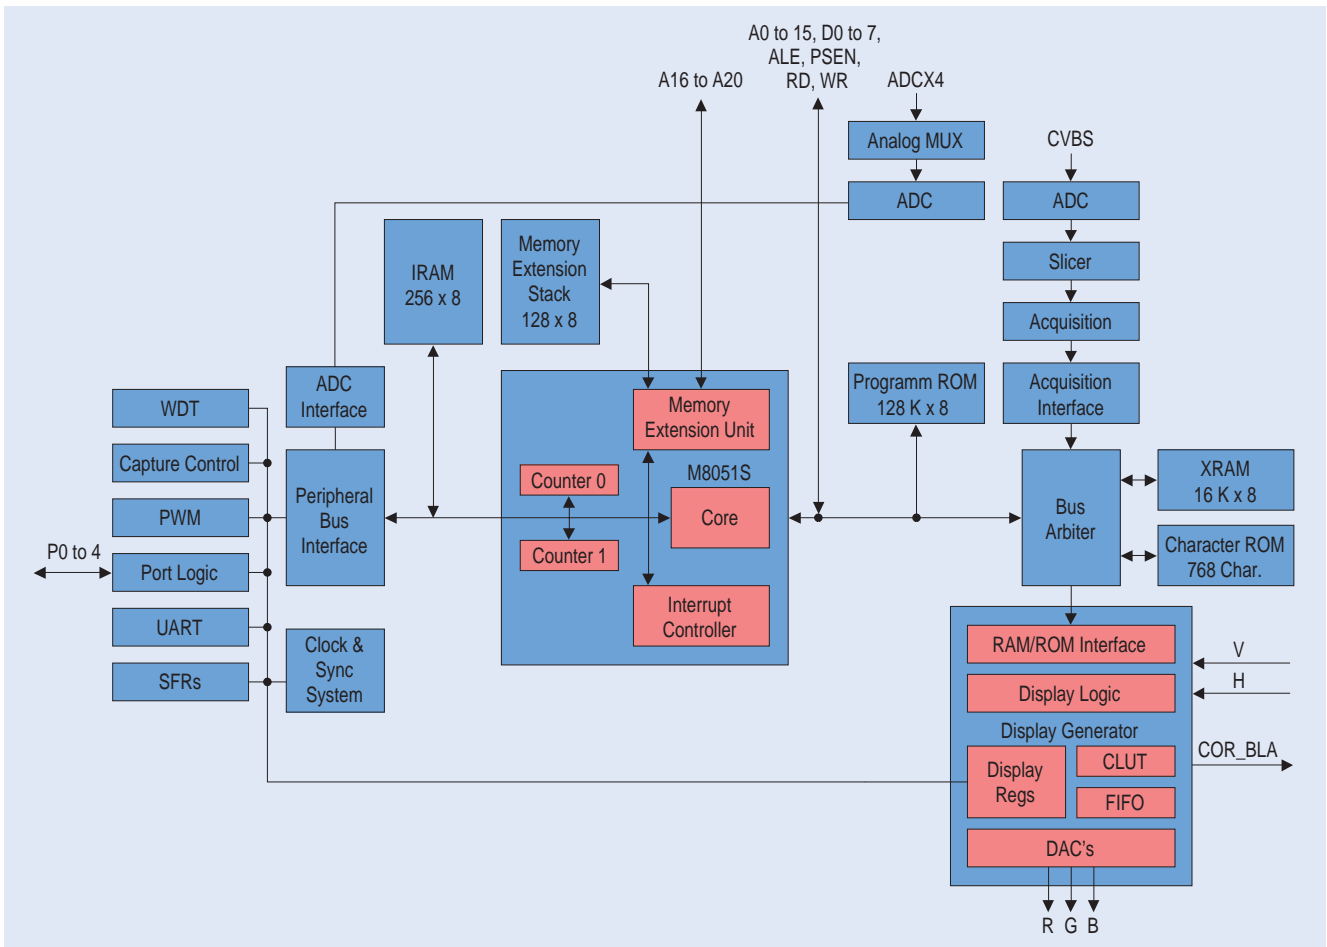 A0 to 15, D0 to 7,
ALE, PSEN,
RD, WR
A16 to A20
ADCX4
Analog MUX
CVBS
ADC
ADC
Memory
Extension
Stack
128 x 8
IRAM
256 x 8
Slicer
Acquisition
ADC
Interface
Programm ROM
128 K x 8
Acquisition
Interface
WDT
Memory
Extension Unit
Capture Control
M8051S
XRAM
16 K x 8
Counter 0
Peripheral
Bus
Interface
PWM
Core
Bus
Arbiter
P0 to 4
Counter 1
Character ROM
768 Char.
Port Logic
Interrupt
Controller
UART
Clock &
Sync
System
RAM/ROM Interface
V
SFRs
Display Logic
H
Display Generator
COR_BLA
Display
Regs
CLUT
FIFO
DAC's
R G B